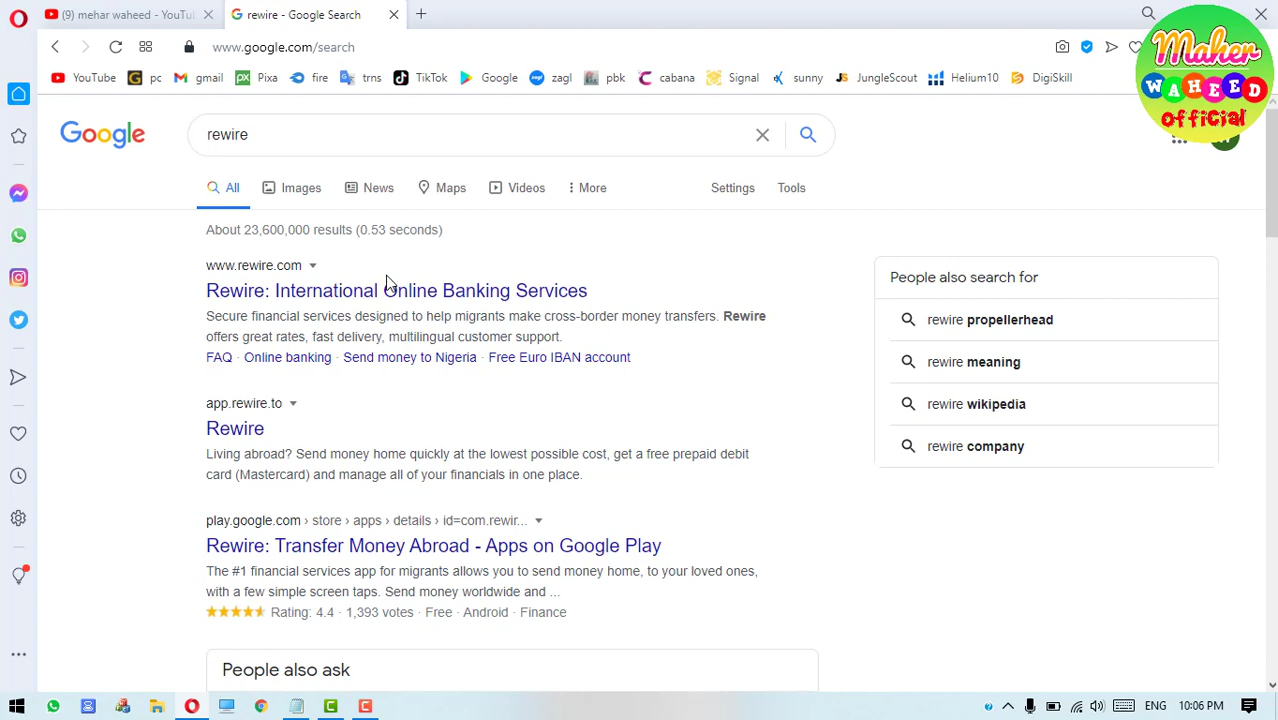 (9) mehar waheed - YouTu
rewire - Google Search
www.google.com/search
YouTube
pc
gmail
Pixa
fire
trns
TikTok
Google
zagl
pbk
cabana
Signal
sunny
JungleScout
Helium10
DigiSkill
Maher
WAHEED
official
Google
rewire
All
Images
News
Maps
Videos
More
Settings
Tools
About 23,600,000 results (0.53 seconds)
www.rewire.com
Rewire: International Online Banking Services
Secure financial services designed to help migrants make cross-border money transfers. Rewire
offers great rates, fast delivery, multilingual customer support.
FAQ · Online banking · Send money to Nigeria · Free Euro IBAN account
app.rewire.to
Rewire
Living abroad? Send money home quickly at the lowest possible cost, get a free prepaid debit
card (Mastercard) and manage all of your financials in one place.
play.google.com › store › apps › details › id=com.rewir...
Rewire: Transfer Money Abroad - Apps on Google Play
The #1 financial services app for migrants allows you to send money home, to your loved ones,
with a few simple screen taps. Send money worldwide and ...
Rating: 4.4 · 1,393 votes · Free · Android · Finance
People also ask
People also search for
rewire propellerhead
rewire meaning
rewire wikipedia
rewire company
ENG
10:06 PM